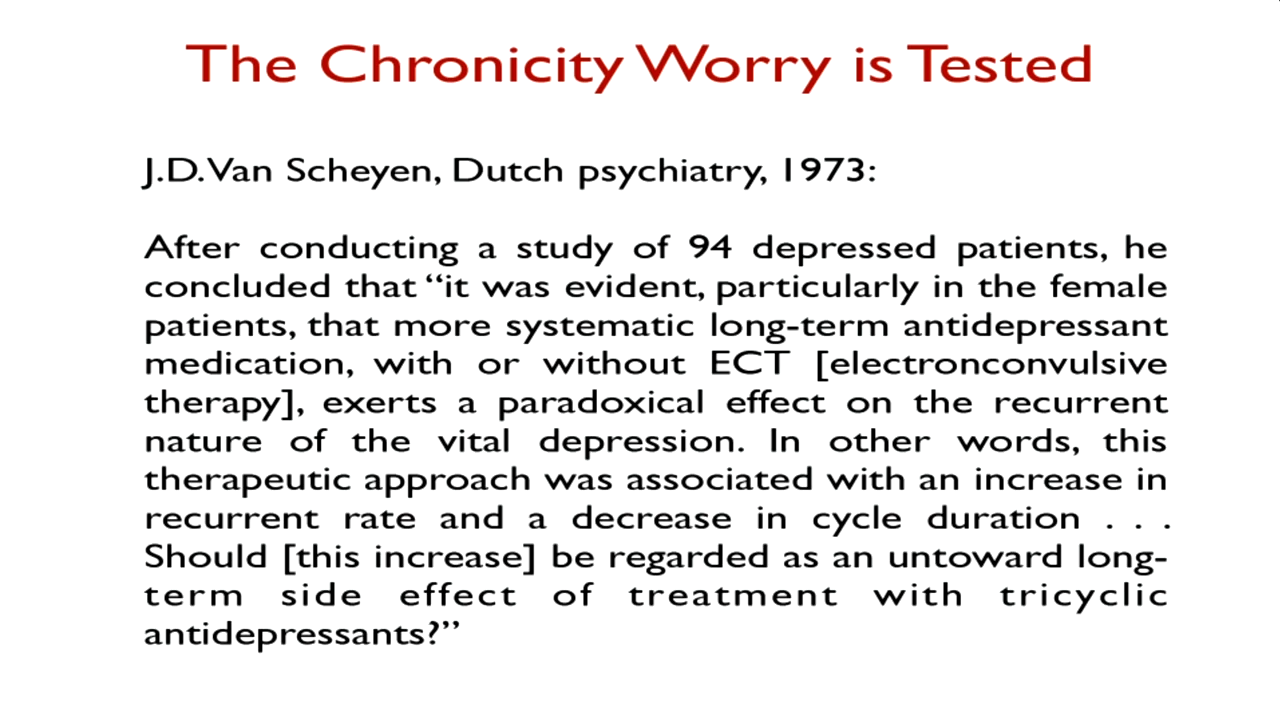 The Chronicity Worry is Tested
J.D. Van Scheyen, Dutch psychiatry, 1973:
After conducting a study of 94 depressed patients, he
concluded that “it was evident, particularly in the female
patients, that more systematic long-term antidepressant
medication, with or without ECT [electronconvulsive
therapy], exerts a paradoxical effect on the recurrent
nature of the vital depression. In other words, this
therapeutic approach was associated with an increase in
recurrent rate and a decrease in cycle duration . . .
Should [this increase] be regarded as an untoward long-
term side effect of treatment with tricyclic
antidepressants?”